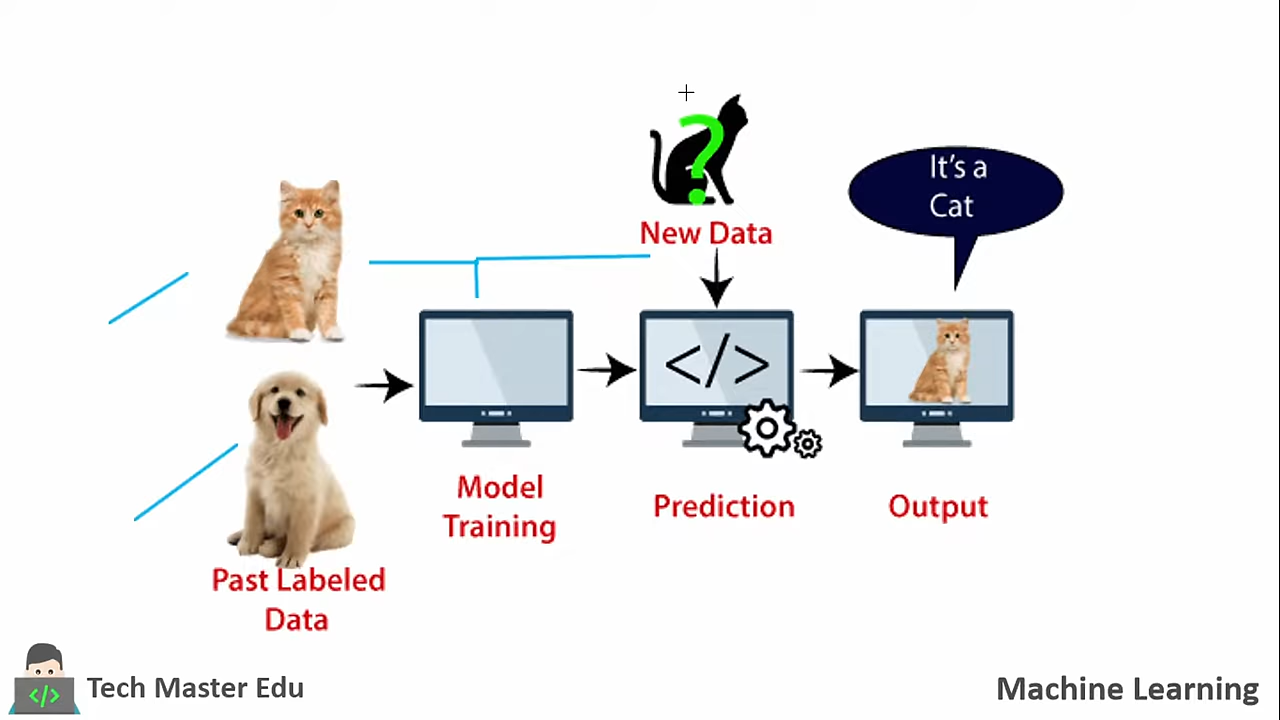 New Data
It's a
Cat
</>
Model
Training
Prediction
Output
Past Labeled
Data
</>
Tech Master Edu
Machine Learning
?